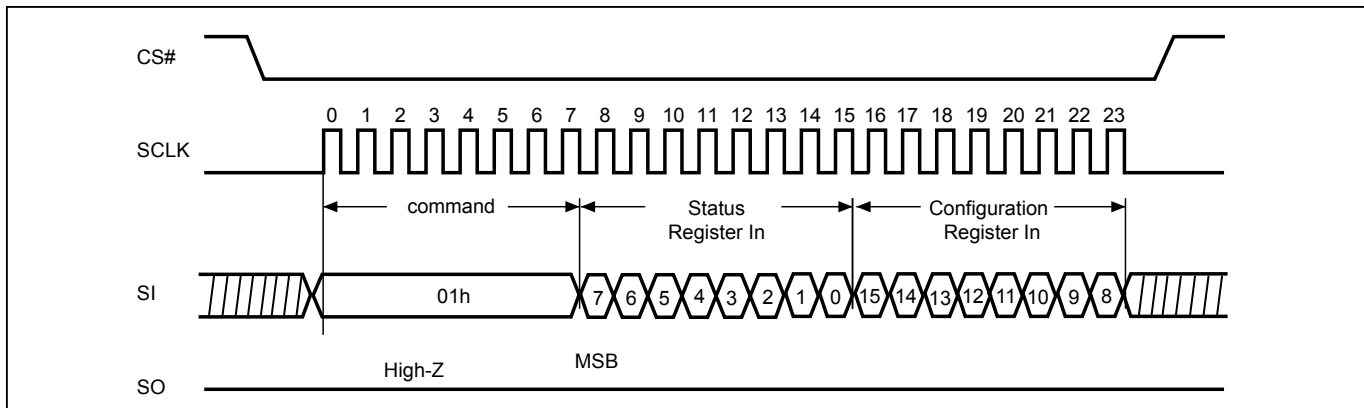 CS#
0 1 2 3 4 5 6 7 8 9 10 11 12 13 14 15 16 17 18 19 20 21 22 23
SCLK
command
Status
Register In
Configuration
Register In
SI
01h
7 6 5 4 3 2 1 0 15 14 13 12 11 10 9 8
High-Z
MSB
SO